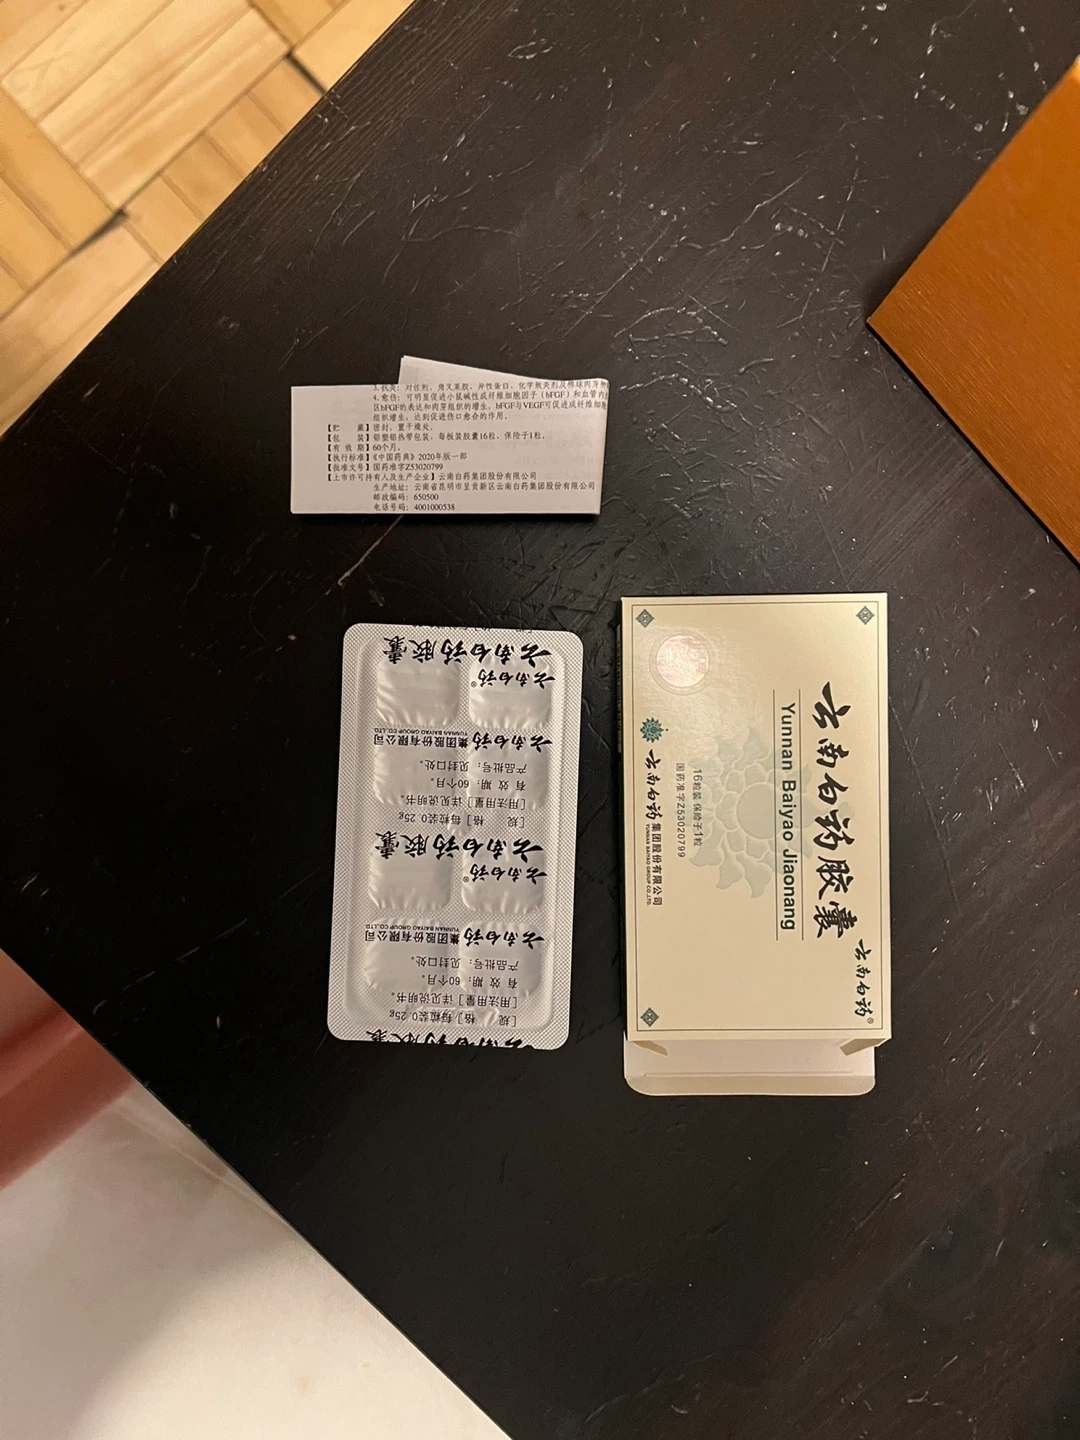 3.抗炎：对佐剂、角叉菜胶、异性蛋白、化学致炎剂及棉球肉芽肿
4.愈伤：可明显促进小鼠碱性成纤维细胞因子（bFGF）和血管内
区bFGF的表达和肉芽组织的增生。bFGF与VEGF可促进成纤维细胞
组织增生，达到促进伤口愈合的作用。
【贮　　藏】密封，置干燥处。
【包　　装】铝塑铝热带包装，每板装胶囊16粒，保险子1粒。
【有 效 期】60个月。
【执行标准】《中国药典》2020年版一部
【批准文号】国药准字Z53020799
【上市许可持有人及生产企业】云南白药集团股份有限公司
生产地址：云南省昆明市呈贡新区云南白药集团股份有限公司
邮政编码：650500
电话号码：4001000538
云南白药胶囊
云南白药®
云南白药集团股份有限公司
YUNNAN BAIYAO GROUP CO.,LTD.
产品批号：见封口处。
有 效 期：60个月。
［用法用量］详见说明书。
［规　　格］每粒装0.25g
云南白药胶囊
云南白药®
云南白药集团股份有限公司
YUNNAN BAIYAO GROUP CO.,LTD.
产品批号：见封口处。
有 效 期：60个月。
［用法用量］详见说明书。
［规　　格］每粒装0.25g
云南白药胶囊
云南白药®
云南白药胶囊
Yunnan Baiyao Jiaonang
16粒装 保险子1粒
国药准字Z53020799
云南白药集团股份有限公司
YUNNAN BAIYAO GROUP CO.,LTD.